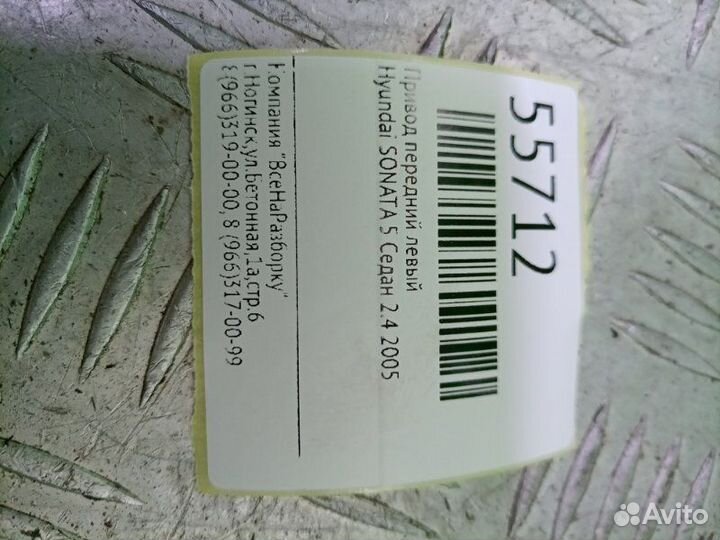 55712
Привод передний левый
Hyundai SONATA 5 Седан 2.4 2005
Компания "ВсеНаРазборку"
г.Ногинск,ул.Бетонная,1а,стр.6
8(966)319-00-00, 8 (966)317-00-99
Avito